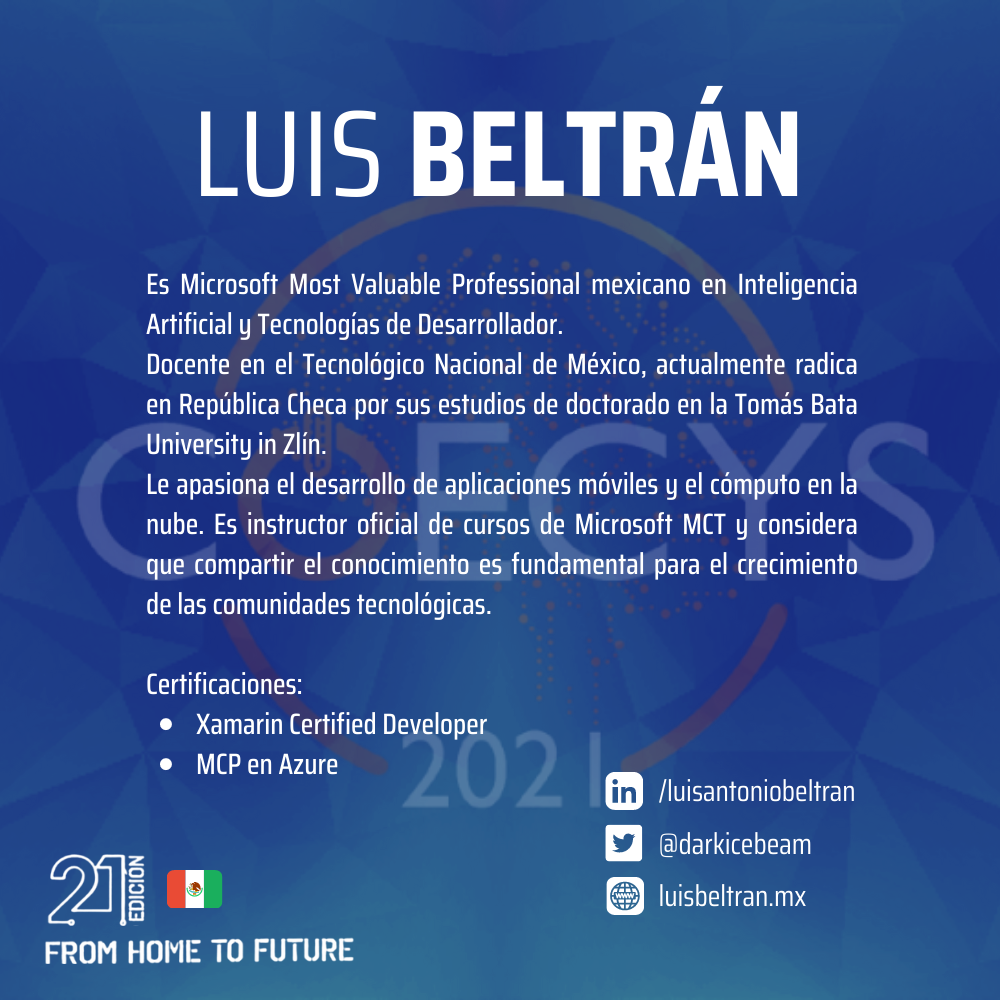 LUIS BELTRÁN
Es Microsoft Most Valuable Professional mexicano en Inteligencia
Artificial y Tecnologías de Desarrollador.
Docente en el Tecnológico Nacional de México, actualmente radica
en República Checa por sus estudios de doctorado en la Tomás Bata
University in Zlín.
Le apasiona el desarrollo de aplicaciones móviles y el cómputo en la
nube. Es instructor oficial de cursos de Microsoft MCT y considera
que compartir el conocimiento es fundamental para el crecimiento
de las comunidades tecnológicas.
COECYS
Certificaciones:
• Xamarin Certified Developer
• MCP en Azure
2021
in /luisantoniobeltran
@darkicebeam
luisbeltran.mx
21 EDICIÓN
FROM HOME TO FUTURE